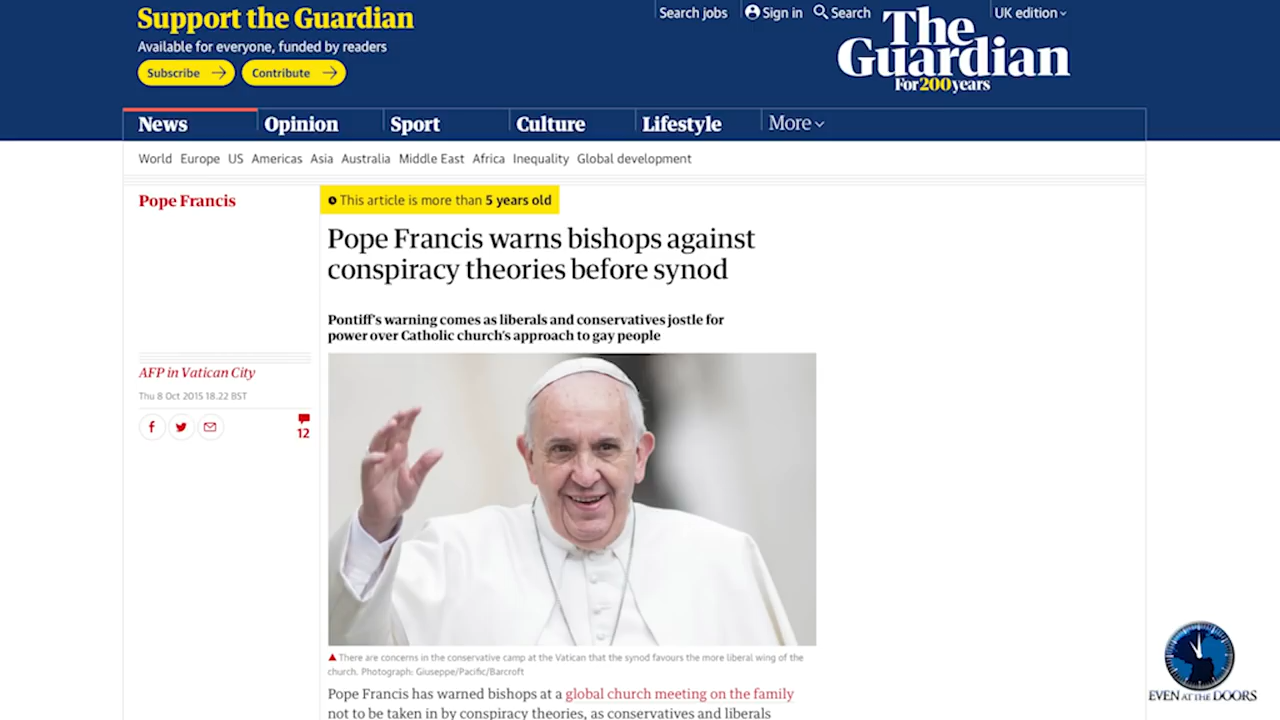 Support the Guardian
Available for everyone, funded by readers
Subscribe
Contribute
Search jobs
Sign in
Search
UK edition
The
Guardian
For 200 years
News
Opinion
Sport
Culture
Lifestyle
More
World Europe US Americas Asia Australia Middle East Africa Inequality Global development
Pope Francis
This article is more than 5 years old
Pope Francis warns bishops against
conspiracy theories before synod
Pontiff's warning comes as liberals and conservatives jostle for
power over Catholic church's approach to gay people
AFP in Vatican City
Thu 8 Oct 2015 18.22 BST
12
There are concerns in the conservative camp at the Vatican that the synod favours the more liberal wing of the
church. Photograph: Giuseppe/Pacific/Barcroft
Pope Francis has warned bishops at a global church meeting on the family
not to be taken in by conspiracy theories, as conservatives and liberals
EVEN AT THE DOORS